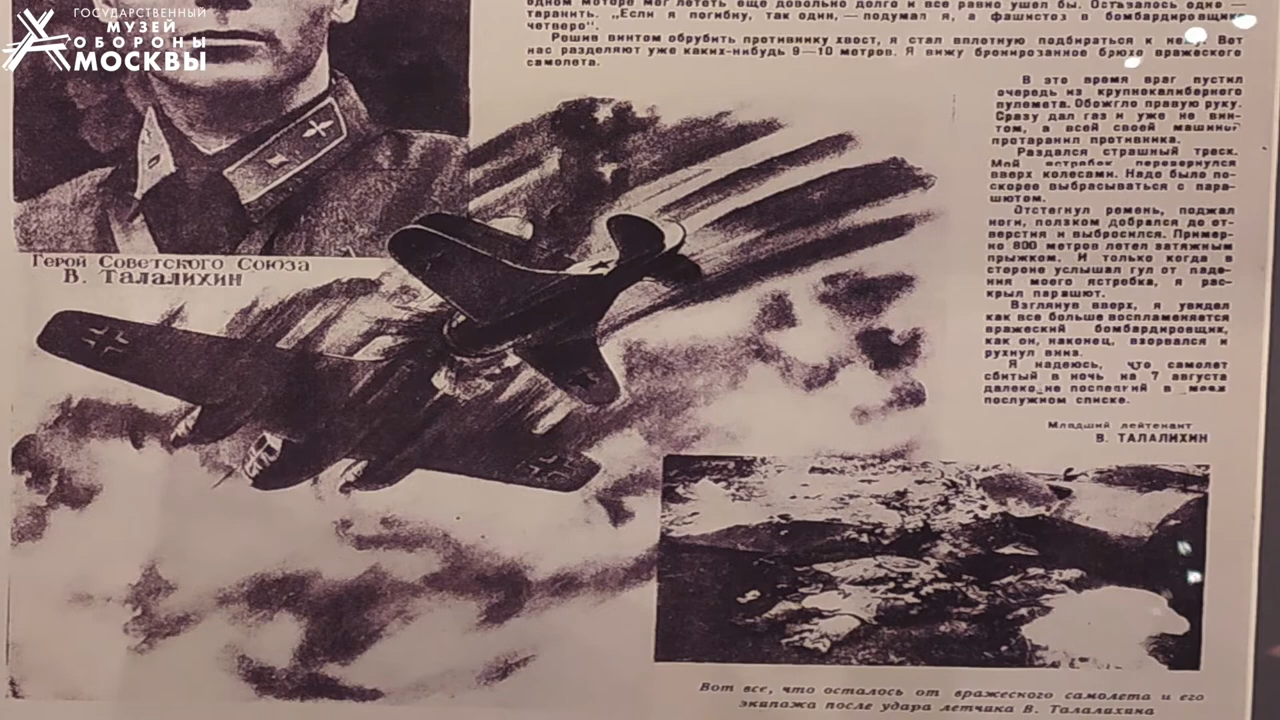 ГОСУДАРСТВЕННЫЙ
МУЗЕЙ
ОБОРОНЫ
МОСКВЫ
одном моторе мог лететь еще довольно долго и все равно ушел бы. Оставалось одно —
таранить. „Если я погибну, так один, — подумал я, а фашистов в бомбардировщике
четверо".
Решив винтом обрубить противнику хвост, я стал вплотную подбираться к нему. Вот
нас разделяют уже каких-нибудь 9—10 метров. Я вижу бронированное брюхо вражеского
самолета.
В это время враг пустил
очередь из крупнокалиберного
пулемета. Обожгло правую руку.
Сразу дал газ и уже не вин-
том, а всей своей машиной
протаранил противника.
Раздался страшный треск.
Мой ястребок перевернулся
вверх колесами. Надо было по-
скорее выбрасываться с пара-
шютом.
Отстегнул ремень, поджал
ноги, ползком добрался до от-
верстия и выбросился. Пример-
но 800 метров летел затяжным
прыжком. И только когда в
стороне услышал гул от паде-
ния моего ястребка, я рас-
крыл парашют.
Взглянув вверх, я увидел
как все больше воспламеняется
вражеский бомбардировщик,
как он, наконец, взорвался и
рухнул вниз.
Я надеюсь, что самолет
сбитый в ночь на 7 августа
далеко не последний в моем
послужном списке.
Младший лейтенант
В. ТАЛАЛИХИН
Герой Советского Союза
В. Талалихин
Вот все, что осталось от вражеского самолета и его
экипажа после удара летчика В. Талалихина